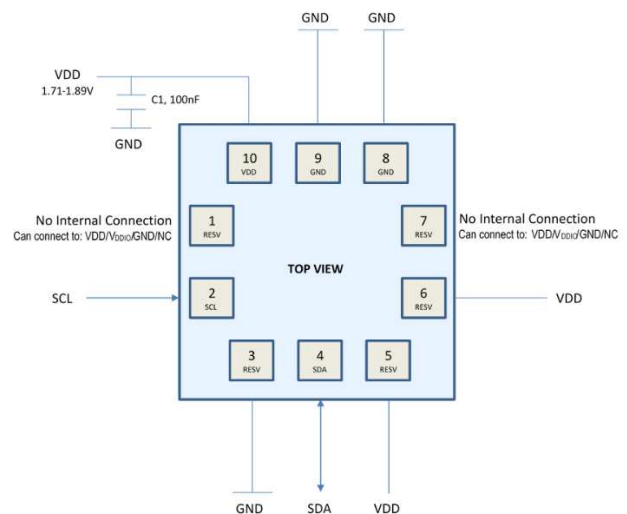 GND GND
VDD
1.71-1.89V
C1, 100nF
GND
10 9 8
VDD GND GND
No Internal Connection
Can connect to: VDD/VDDIO/GND/NC
1
RESV
7
RESV
No Internal Connection
Can connect to: VDD/VDDIO/GND/NC
TOP VIEW
SCL
2
SCL
6
RESV
VDD
3 4 5
RESV SDA RESV
GND SDA VDD